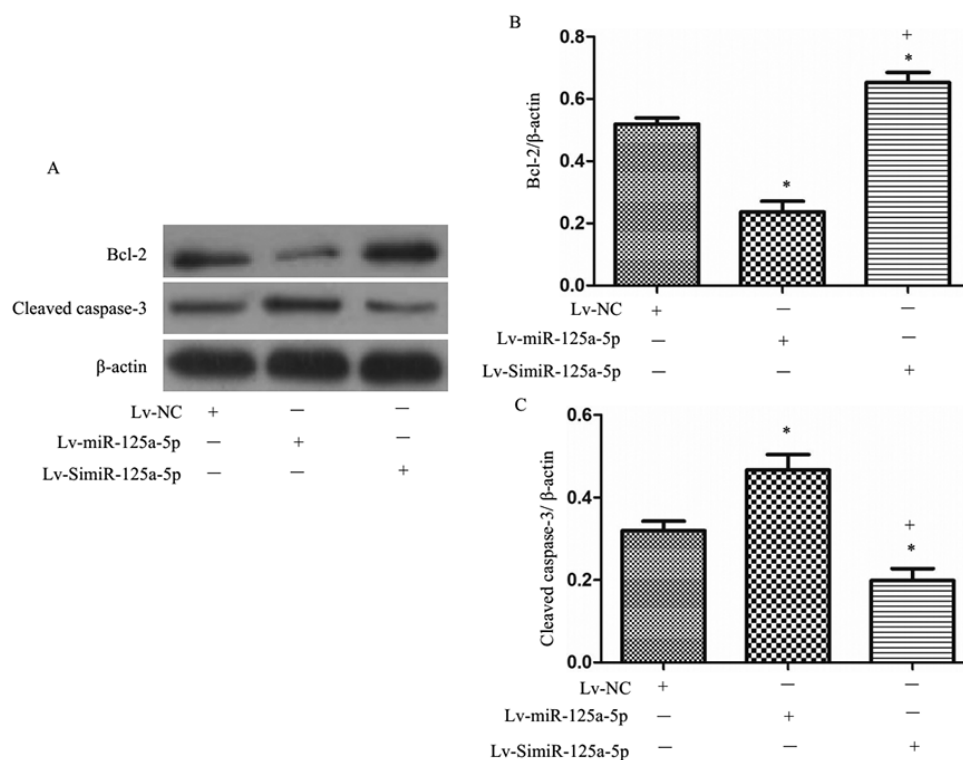 A
Bcl-2
Cleaved caspase-3
β-actin
Lv-NC + — —
Lv-miR-125a-5p — + —
Lv-SimiR-125a-5p — — +
B
Bcl-2/β-actin
0.8
0.6
0.4
0.2
0.0
*
+
*
Lv-NC + — —
Lv-miR-125a-5p — + —
Lv-SimiR-125a-5p — — +
C
Cleaved caspase-3/ β-actin
0.6
0.4
0.2
0.0
*
+
*
Lv-NC + — —
Lv-miR-125a-5p — + —
Lv-SimiR-125a-5p — — +